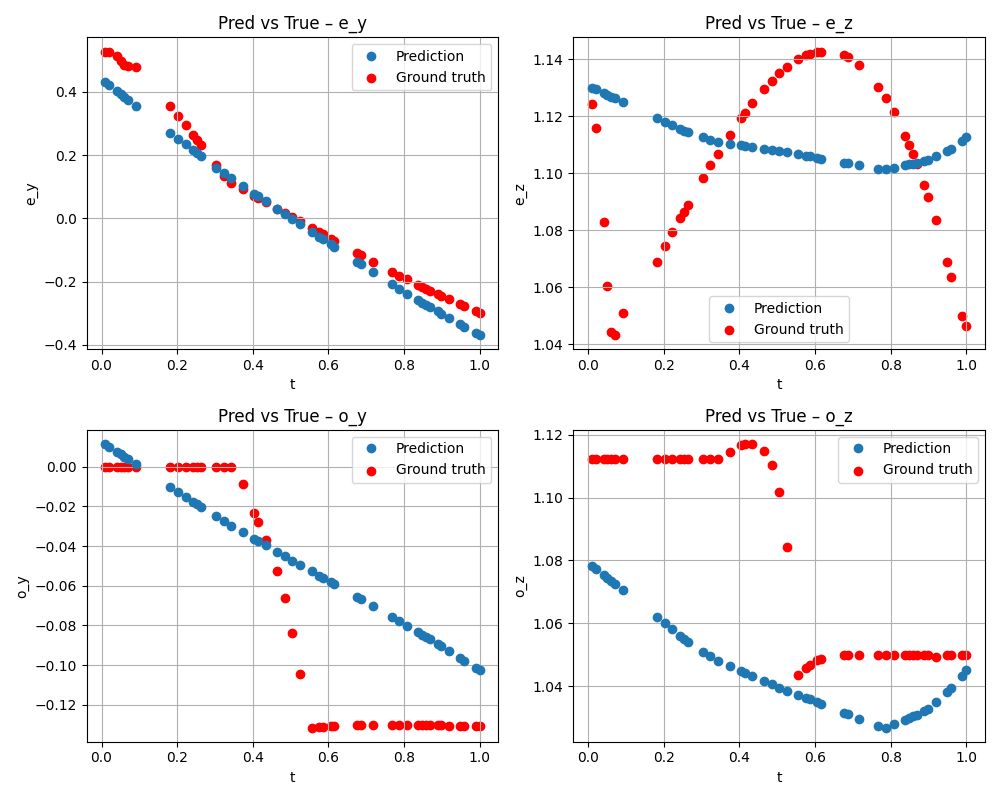 Pred vs True – e_y
Prediction
Ground truth
e_y
0.4
0.2
0.0
−0.2
−0.4
0.0 0.2 0.4 0.6 0.8 1.0
t
Pred vs True – e_z
Prediction
Ground truth
e_z
1.14
1.12
1.10
1.08
1.06
1.04
0.0 0.2 0.4 0.6 0.8 1.0
t
Pred vs True – o_y
Prediction
Ground truth
o_y
0.00
−0.02
−0.04
−0.06
−0.08
−0.10
−0.12
0.0 0.2 0.4 0.6 0.8 1.0
t
Pred vs True – o_z
Prediction
Ground truth
o_z
1.12
1.10
1.08
1.06
1.04
0.0 0.2 0.4 0.6 0.8 1.0
t